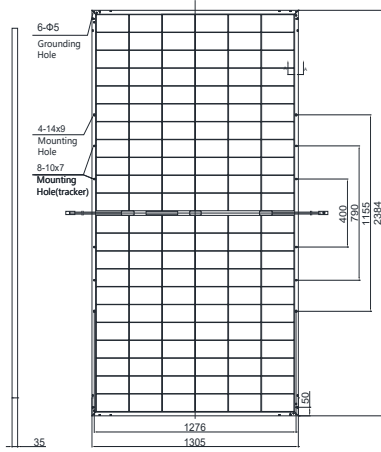 6-Φ5
Grounding
Hole
A
A
4-14x9
Mounting
Hole
8-10x7
Mounting
Hole(tracker)
400
790
1155
2384
50
1276
35
1305